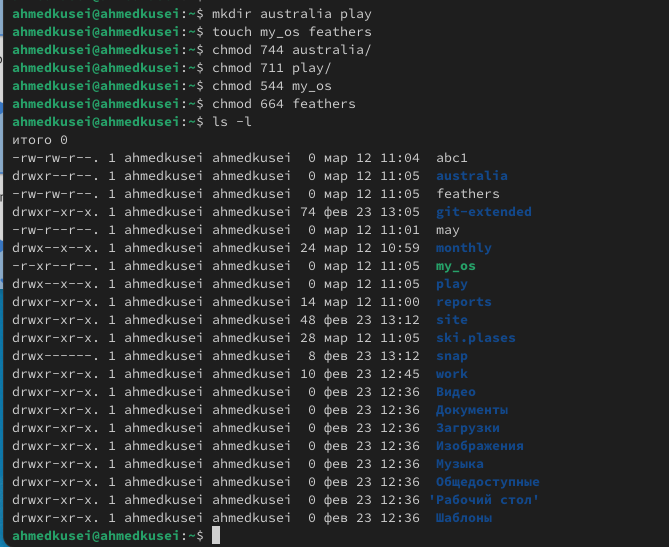 ahmedkusei@ahmedkusei:~$ mkdir australia play
ahmedkusei@ahmedkusei:~$ touch my_os feathers
ahmedkusei@ahmedkusei:~$ chmod 744 australia/
ahmedkusei@ahmedkusei:~$ chmod 711 play/
ahmedkusei@ahmedkusei:~$ chmod 544 my_os
ahmedkusei@ahmedkusei:~$ chmod 664 feathers
ahmedkusei@ahmedkusei:~$ ls -l
итого 0
-rw-rw-r--. 1 ahmedkusei ahmedkusei  0 мар 12 11:04  abc1
drwxr--r--. 1 ahmedkusei ahmedkusei  0 мар 12 11:05  australia
-rw-rw-r--. 1 ahmedkusei ahmedkusei  0 мар 12 11:05  feathers
drwxr-xr-x. 1 ahmedkusei ahmedkusei 74 фев 23 13:05  git-extended
-rw-r--r--. 1 ahmedkusei ahmedkusei  0 мар 12 11:01  may
drwx--x--x. 1 ahmedkusei ahmedkusei 24 мар 12 10:59  monthly
-r-xr--r--. 1 ahmedkusei ahmedkusei  0 мар 12 11:05  my_os
drwx--x--x. 1 ahmedkusei ahmedkusei  0 мар 12 11:05  play
drwxr-xr-x. 1 ahmedkusei ahmedkusei 14 мар 12 11:00  reports
drwxr-xr-x. 1 ahmedkusei ahmedkusei 48 фев 23 13:12  site
drwxr-xr-x. 1 ahmedkusei ahmedkusei 28 мар 12 11:05  ski.plases
drwx------. 1 ahmedkusei ahmedkusei  8 фев 23 13:12  snap
drwxr-xr-x. 1 ahmedkusei ahmedkusei 10 фев 23 12:45  work
drwxr-xr-x. 1 ahmedkusei ahmedkusei  0 фев 23 12:36  Видео
drwxr-xr-x. 1 ahmedkusei ahmedkusei  0 фев 23 12:36  Документы
drwxr-xr-x. 1 ahmedkusei ahmedkusei  0 фев 23 12:36  Загрузки
drwxr-xr-x. 1 ahmedkusei ahmedkusei  0 фев 23 12:36  Изображения
drwxr-xr-x. 1 ahmedkusei ahmedkusei  0 фев 23 12:36  Музыка
drwxr-xr-x. 1 ahmedkusei ahmedkusei  0 фев 23 12:36  Общедоступные
drwxr-xr-x. 1 ahmedkusei ahmedkusei  0 фев 23 12:36 'Рабочий стол'
drwxr-xr-x. 1 ahmedkusei ahmedkusei  0 фев 23 12:36  Шаблоны
ahmedkusei@ahmedkusei:~$